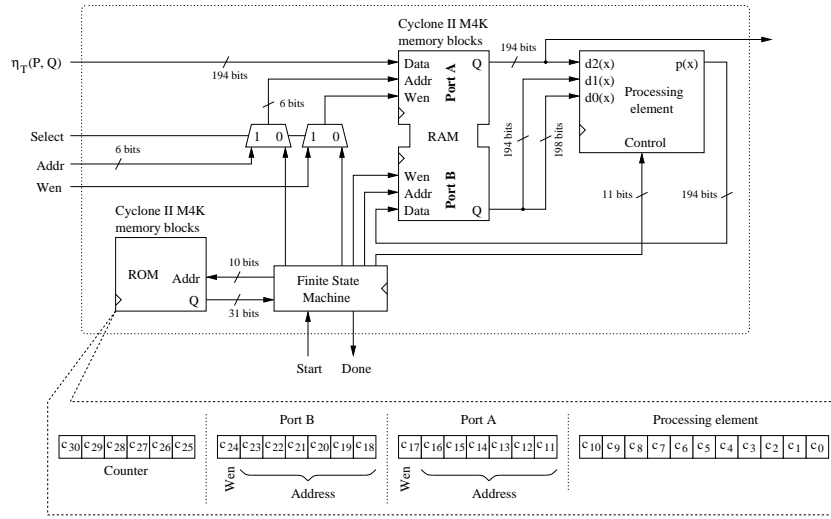 Cyclone II M4K
memory blocks
η_T(P, Q)
194 bits
Data
Addr
Wen
Port A
Q
194 bits
d2(x)
d1(x)
d0(x)
p(x)
Processing
element
Control
6 bits
Select
1 0
1 0
RAM
Addr
6 bits
Wen
194 bits
198 bits
Wen
Addr
Data
Port B
Q
11 bits
194 bits
Cyclone II M4K
memory blocks
ROM
Addr
Q
10 bits
31 bits
Finite State
Machine
Start
Done
Port B
Port A
Processing element
c30 c29 c28 c27 c26 c25
c24 c23 c22 c21 c20 c19 c18
c17 c16 c15 c14 c13 c12 c11
c10 c9 c8 c7 c6 c5 c4 c3 c2 c1 c0
Counter
Wen
Address
Wen
Address